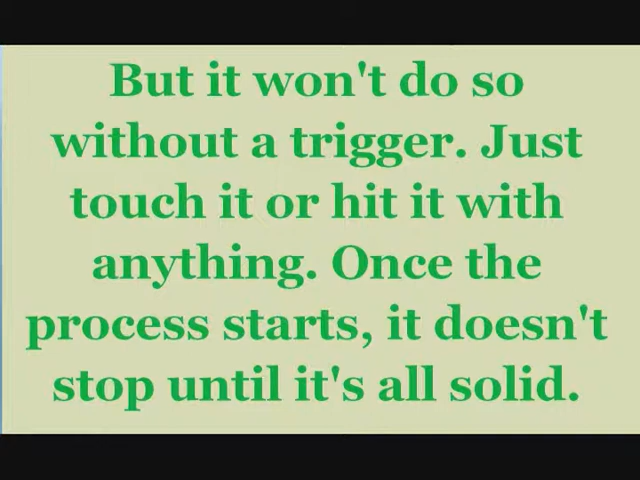 But it won't do so
without a trigger. Just
touch it or hit it with
anything. Once the
process starts, it doesn't
stop until it's all solid.